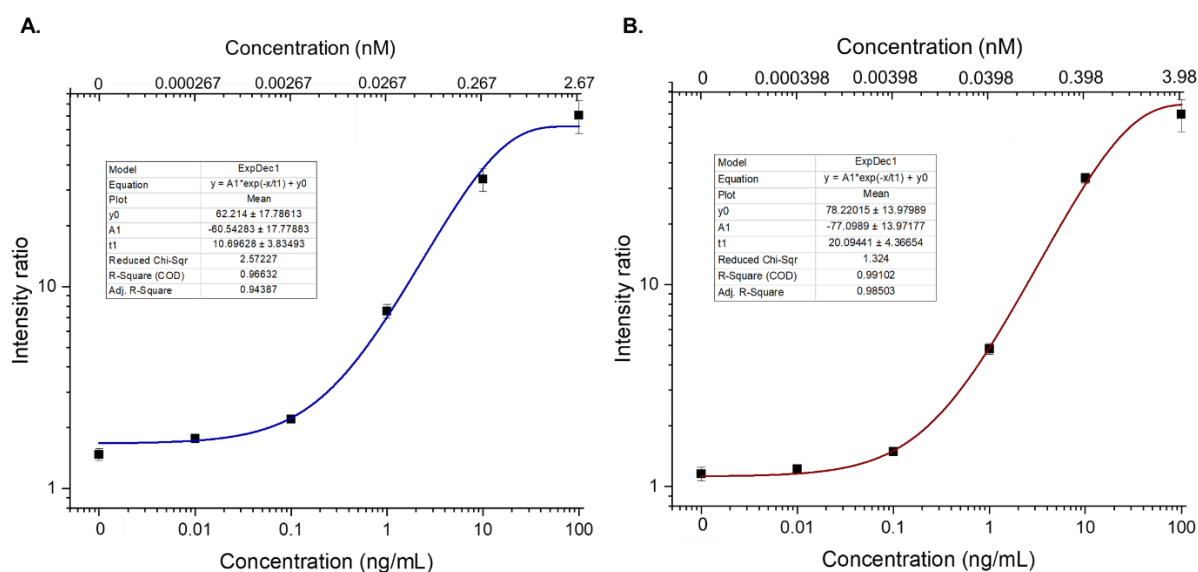 A.
Concentration (nM)
0 0.000267 0.00267 0.0267 0.267 2.67
Intensity ratio
10
1
Model ExpDec1
Equation y = A1*exp(-x/t1) + y0
Plot Mean
y0 62.214 ± 17.78613
A1 -60.54283 ± 17.77883
t1 10.69628 ± 3.83493
Reduced Chi-Sqr 2.57227
R-Square (COD) 0.96632
Adj. R-Square 0.94387
0 0.01 0.1 1 10 100
Concentration (ng/mL)
B.
Concentration (nM)
0 0.000398 0.00398 0.0398 0.398 3.98
Intensity ratio
10
1
Model ExpDec1
Equation y = A1*exp(-x/t1) + y0
Plot Mean
y0 78.22015 ± 13.97989
A1 -77.0989 ± 13.97177
t1 20.09441 ± 4.36654
Reduced Chi-Sqr 1.324
R-Square (COD) 0.99102
Adj. R-Square 0.98503
0 0.01 0.1 1 10 100
Concentration (ng/mL)